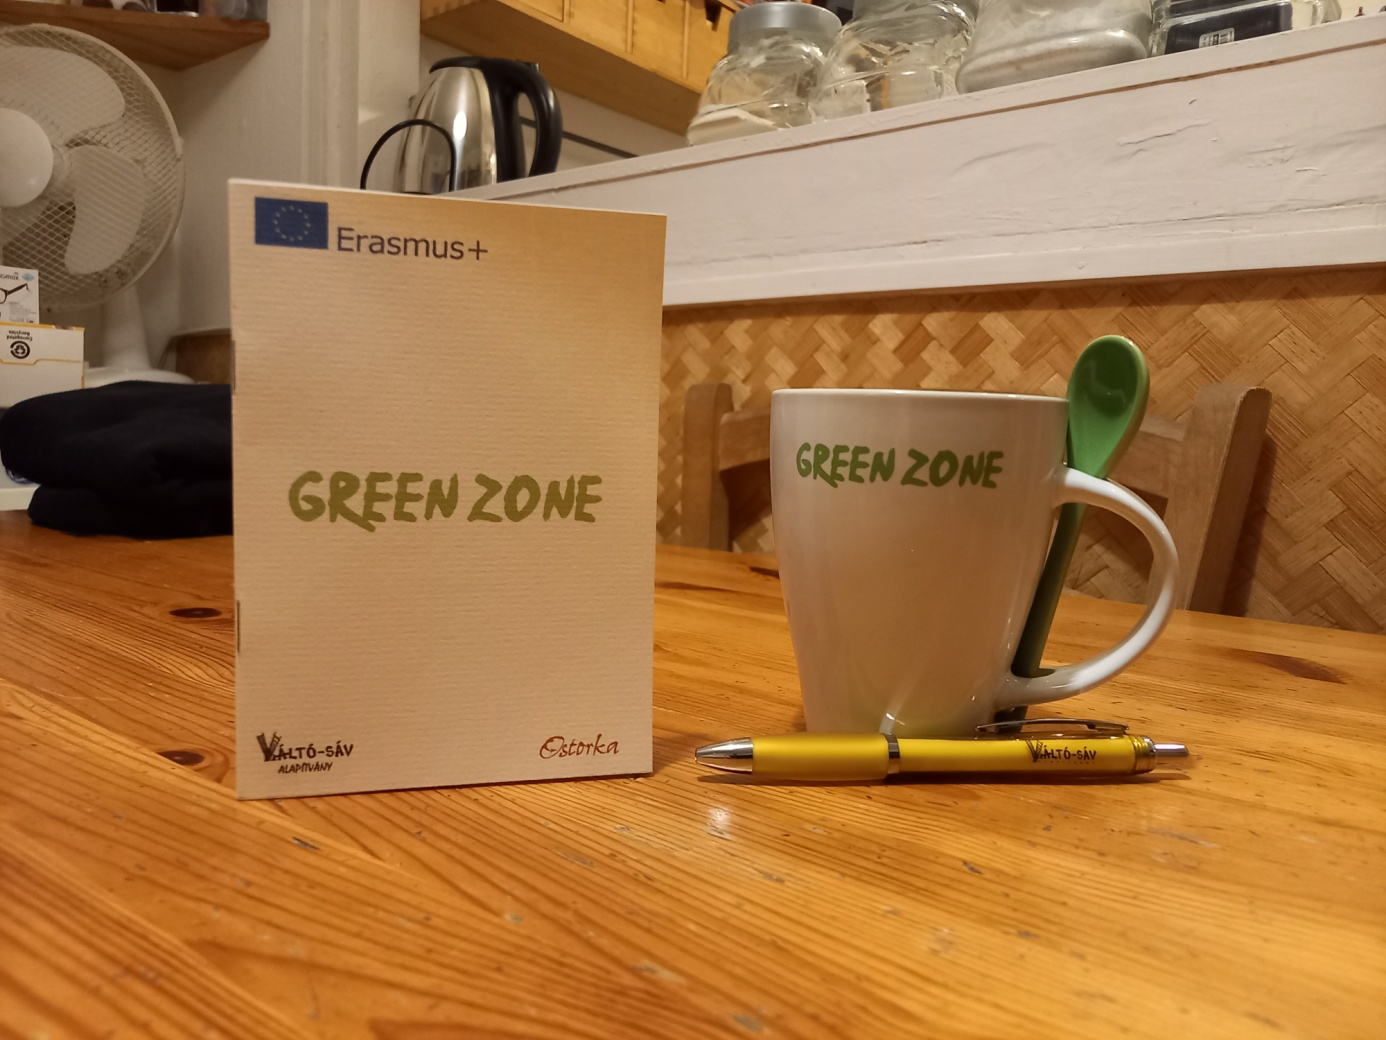 Erasmus+
GREEN ZONE
VÁLTÓ-SÁV
ALAPÍTVÁNY
Ostorka
GREEN ZONE
VÁLTÓ-SÁV